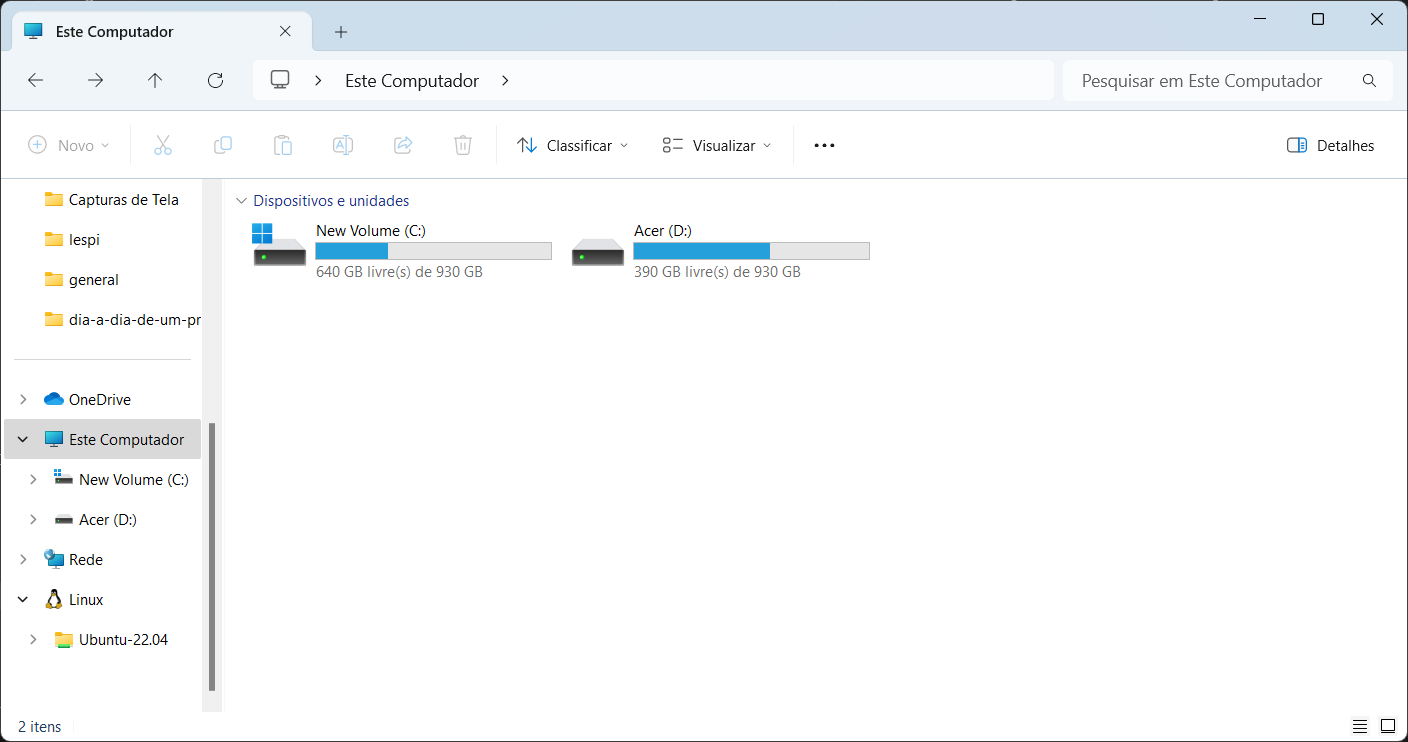 Este Computador
Este Computador
Pesquisar em Este Computador
Novo
Classificar
Visualizar
Detalhes
Capturas de Tela
lespi
general
dia-a-dia-de-um-pr
OneDrive
Este Computador
New Volume (C:)
Acer (D:)
Rede
Linux
Ubuntu-22.04
Dispositivos e unidades
New Volume (C:)
640 GB livre(s) de 930 GB
Acer (D:)
390 GB livre(s) de 930 GB
2 itens